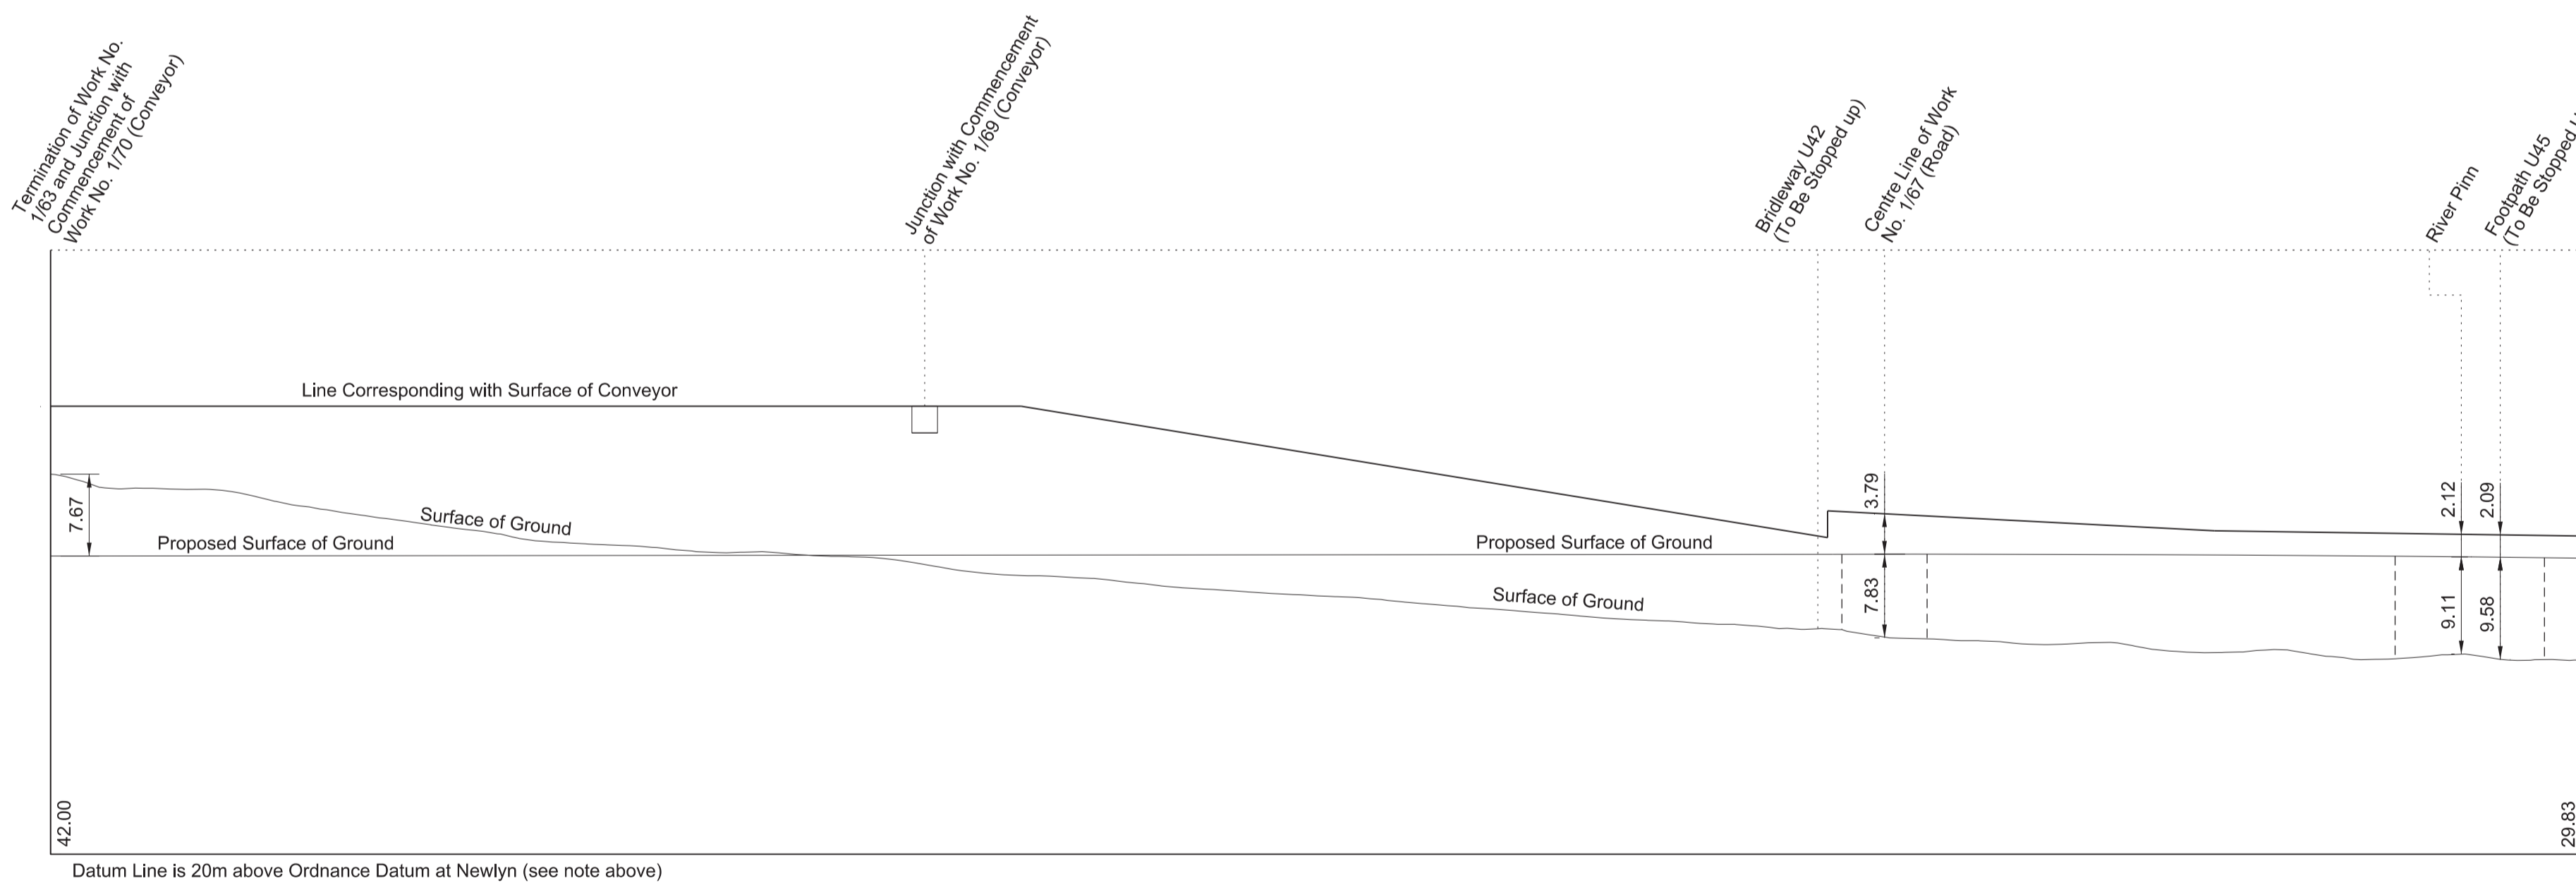 Termination of Work No.
1/63 and Junction with
Commencement of
Work No. 1/70 (Conveyor)
Junction with Commencement
of Work No. 1/69 (Conveyor)
Bridleway U42
(To Be Stopped up)
Centre Line of Work
No. 1/67 (Road)
River Pinn
Footpath U45
(To Be Stopped
Line Corresponding with Surface of Conveyor
7.67
Surface of Ground
Proposed Surface of Ground
Proposed Surface of Ground
Surface of Ground
3.79
7.83
2.12
2.09
9.11
9.58
42.00
29.83
Datum Line is 20m above Ordnance Datum at Newlyn (see note above)